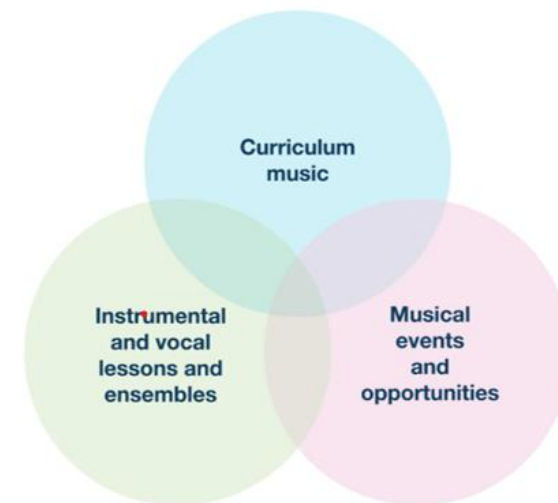 Curriculum
music
Instrumental
and vocal
lessons and
ensembles
Musical
events
and
opportunities